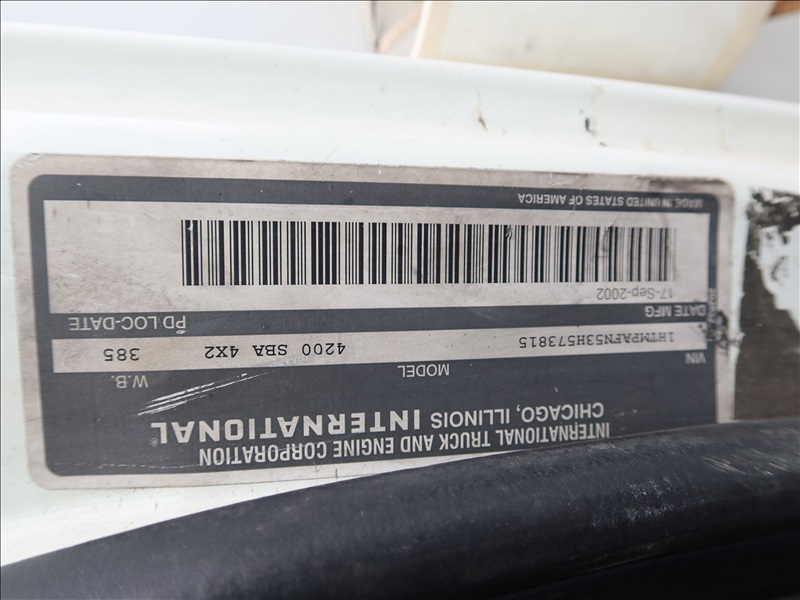 INTERNATIONAL TRUCK AND ENGINE CORPORATION
CHICAGO, ILLINOIS INTERNATIONAL®
VIN: MODEL W.B.
1HTMPAFN53H573815 4200 SBA 4X2 385
DATE MFG PD LOC-DATE
17-Sep-2002
MADE IN UNITED STATES OF AMERICA